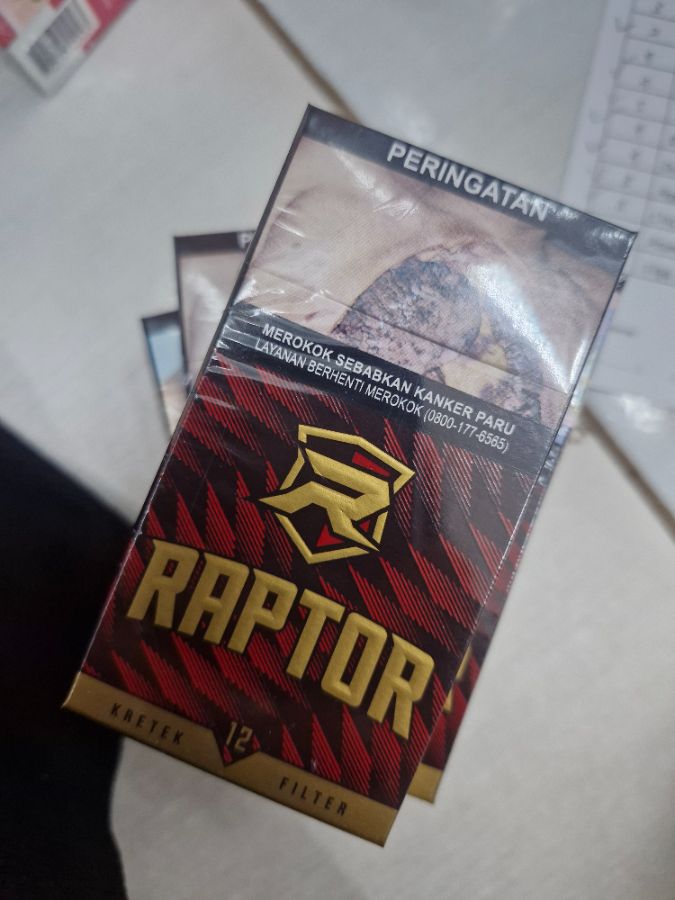 PERINGATAN
MEROKOK SEBABKAN KANKER PARU
LAYANAN BERHENTI MEROKOK (0800-177-6565)
R
RAPTOR
KRETEK 12 FILTER